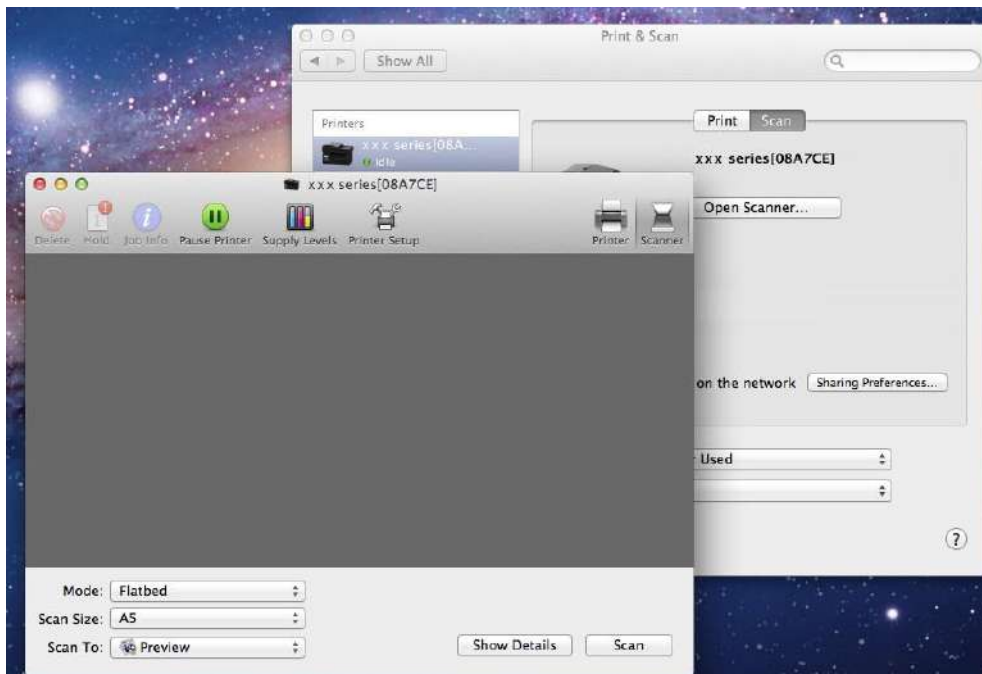 Print & Scan
Show All
Printers
xxx series[08A...
Idle
Print Scan
xxx series[08A7CE]
Open Scanner...
on the network Sharing Preferences...
Used
?
xxx series[08A7CE]
Delete Hold Job Info Pause Printer Supply Levels Printer Setup Printer Scanner
Mode: Flatbed
Scan Size: A5
Scan To: Preview
Show Details Scan